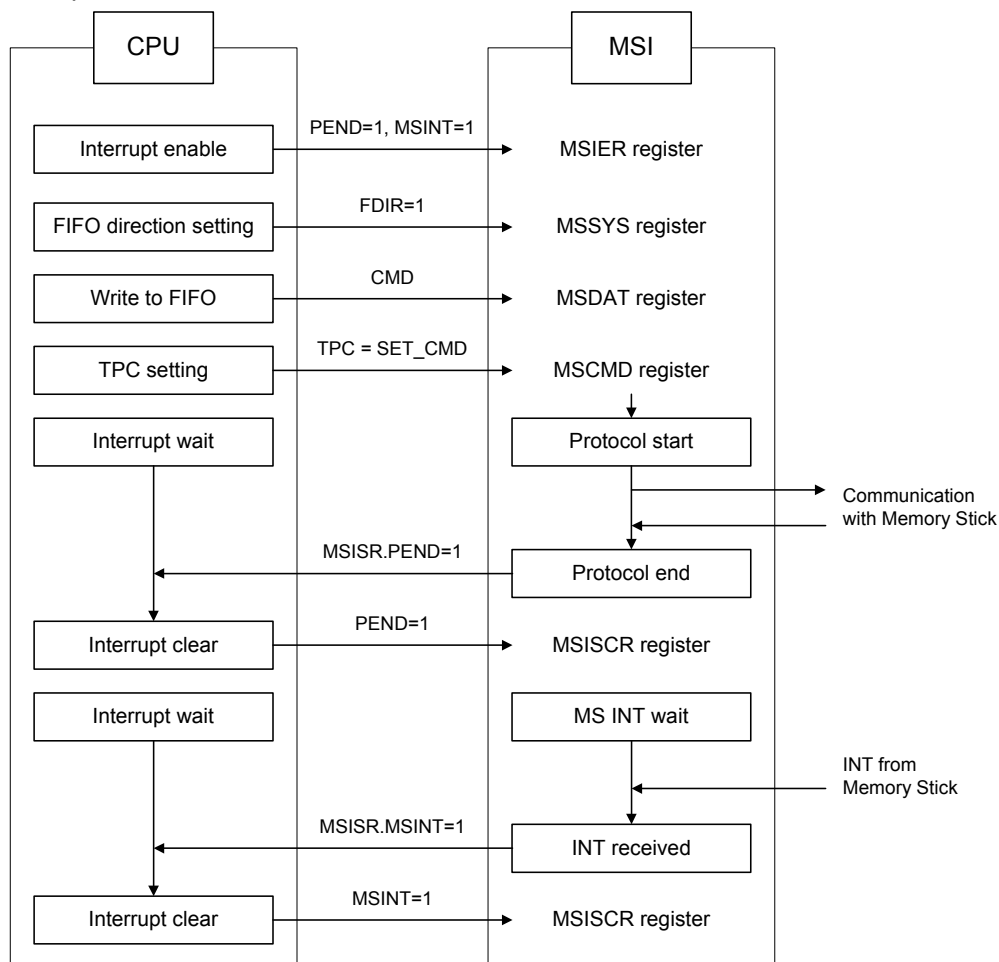 CPU
MSI
PEND=1, MSINT=1
Interrupt enable
MSIER register
FDIR=1
FIFO direction setting
MSSYS register
CMD
Write to FIFO
MSDAT register
TPC = SET_CMD
TPC setting
MSCMD register
Interrupt wait
Protocol start
Communication
with Memory Stick
MSISR.PEND=1
Protocol end
PEND=1
Interrupt clear
MSISCR register
Interrupt wait
MS INT wait
INT from
Memory Stick
MSISR.MSINT=1
INT received
MSINT=1
Interrupt clear
MSISCR register